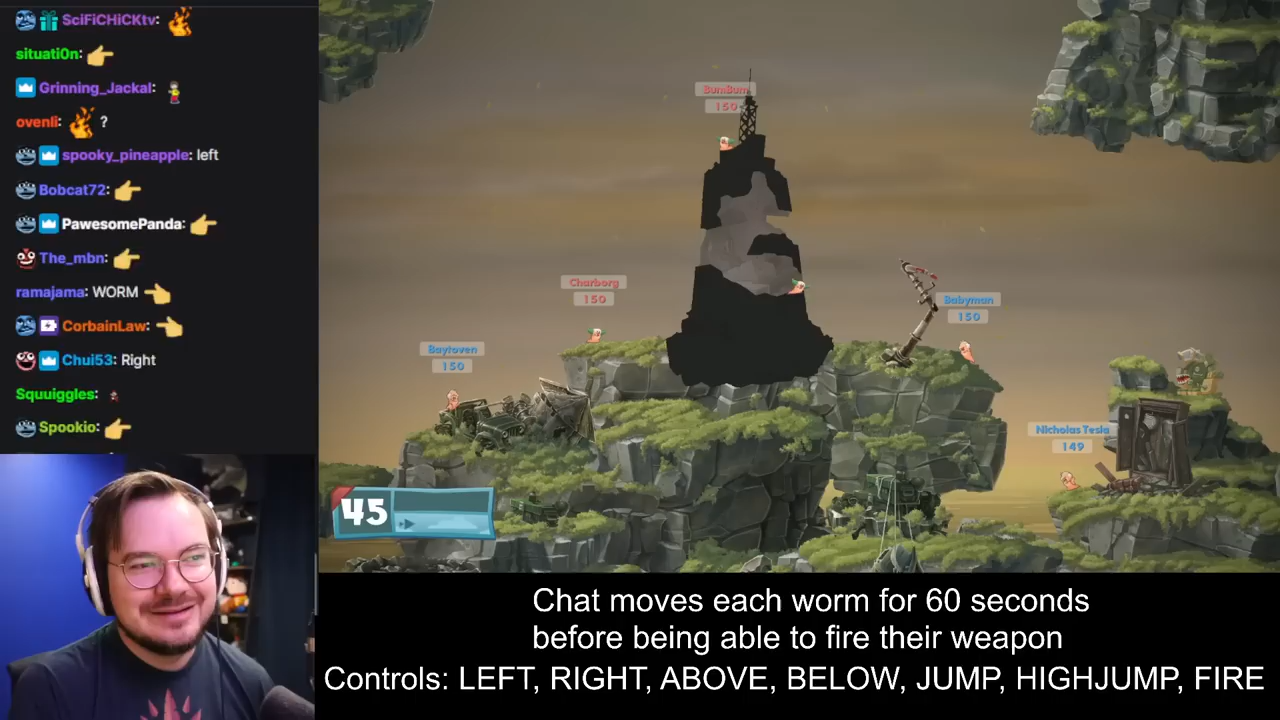 SciFiCHiCKtv:
situati0n:
Grinning_Jackal:
ovenli: ?
spooky_pineapple: left
Bobcat72:
PawesomePanda:
The_mbn:
ramajama: WORM
CorbainLaw:
Chui53: Right
Squuiggles:
Spookio:
BumBum
150
Charborg
150
Babyman
150
Baytoven
150
Nicholas Tesla
149
45
Chat moves each worm for 60 seconds
before being able to fire their weapon
Controls: LEFT, RIGHT, ABOVE, BELOW, JUMP, HIGHJUMP, FIRE